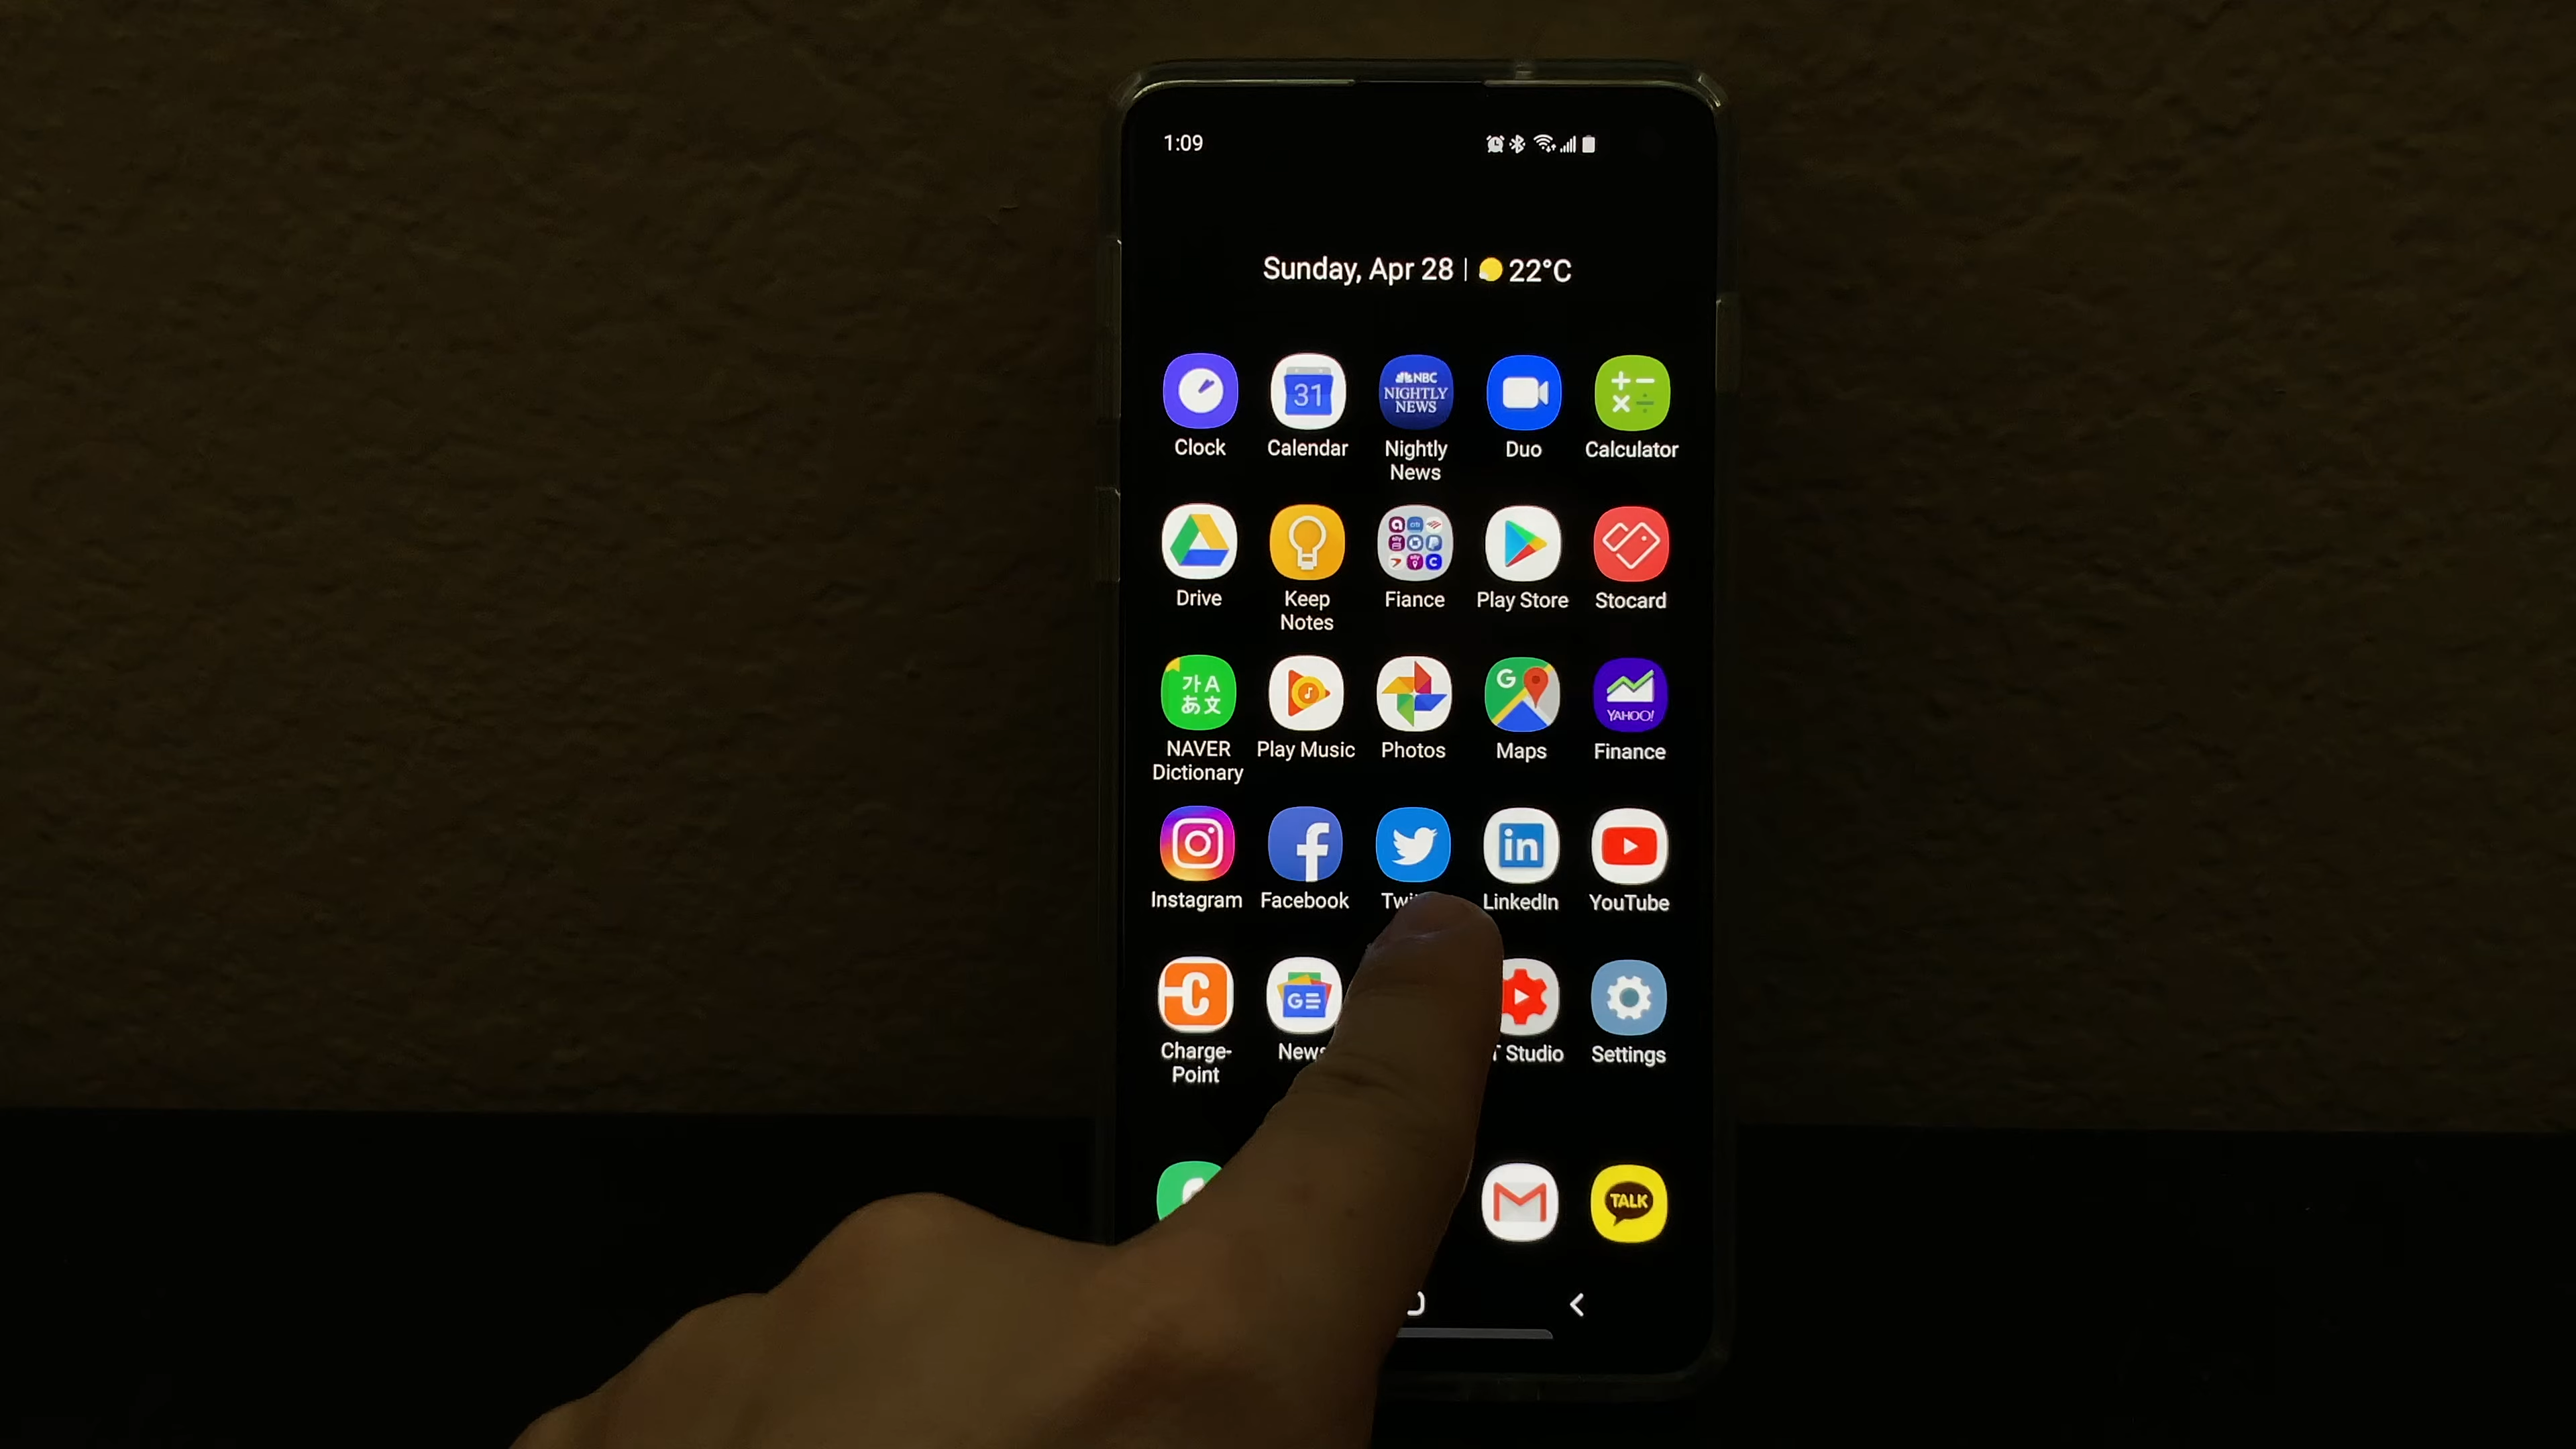 1:09
Sunday, Apr 28 | 22°C
31
NBC
NIGHTLY
NEWS
Clock Calendar Nightly News Duo Calculator
Drive Keep Notes Fiance Play Store Stocard
가 A
あ 文
G
YAHOO!
NAVER Dictionary Play Music Photos Maps Finance
f
in
Instagram Facebook LinkedIn YouTube
C
G
Charge-Point News Studio Settings
M
TALK